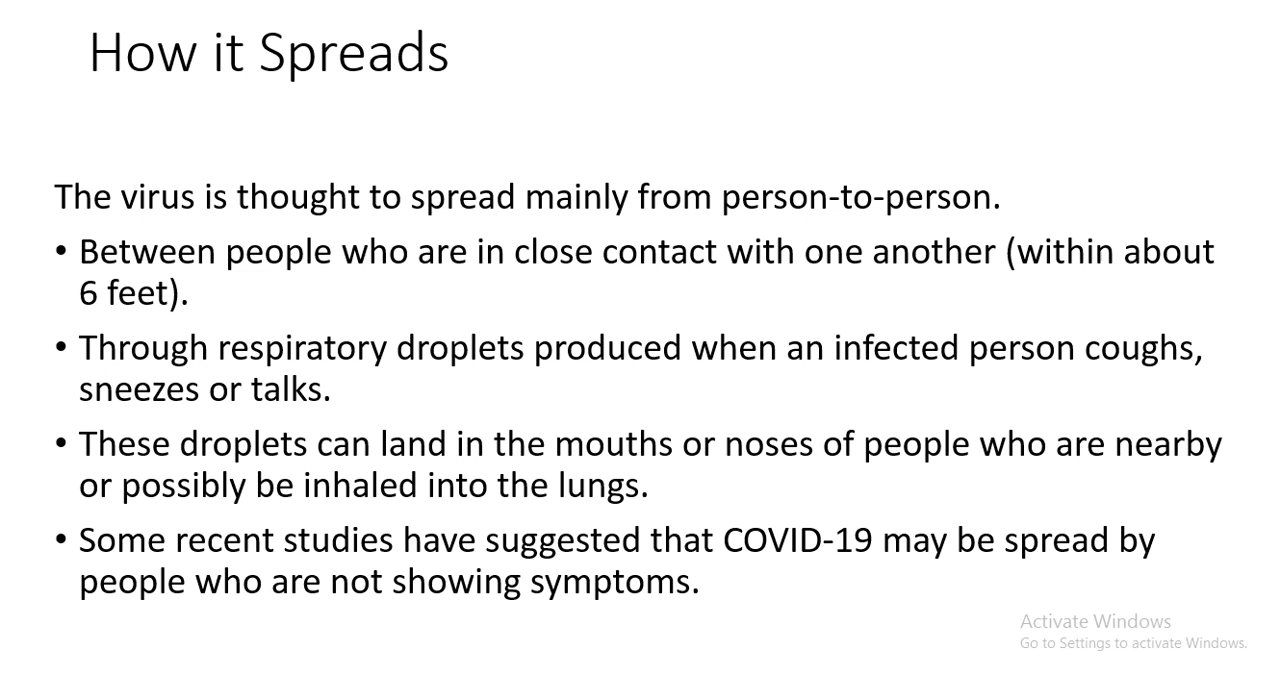 How it Spreads
The virus is thought to spread mainly from person-to-person.
• Between people who are in close contact with one another (within about
6 feet).
• Through respiratory droplets produced when an infected person coughs,
sneezes or talks.
• These droplets can land in the mouths or noses of people who are nearby
or possibly be inhaled into the lungs.
• Some recent studies have suggested that COVID-19 may be spread by
people who are not showing symptoms.
Activate Windows
Go to Settings to activate Windows.